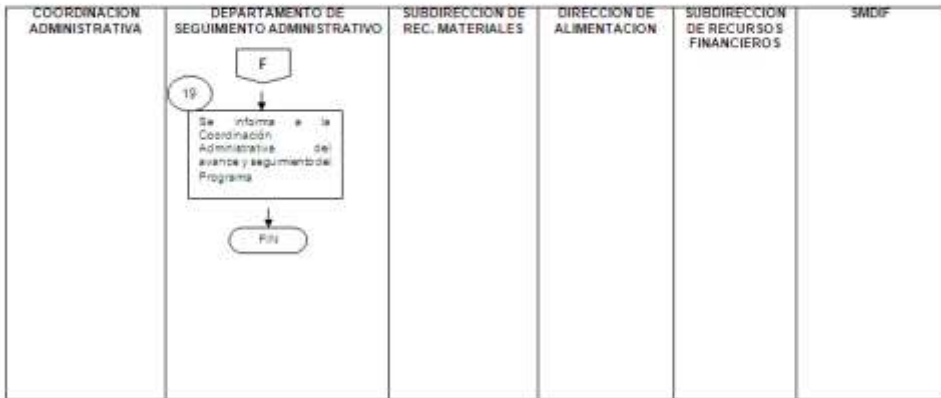 COORDINACION
ADMINISTRATIVA
DEPARTAMENTO DE
SEGUIMIENTO ADMINISTRATIVO
SUBDIRECCION DE
REC. MATERIALES
DIRECCION DE
ALIMENTACION
SUBDIRECCION
DE RECURSOS
FINANCIEROS
SMDIF
F
19
Se informa a la
Coordinación
Administrativa del
avance y seguimiento del
Programa
FIN